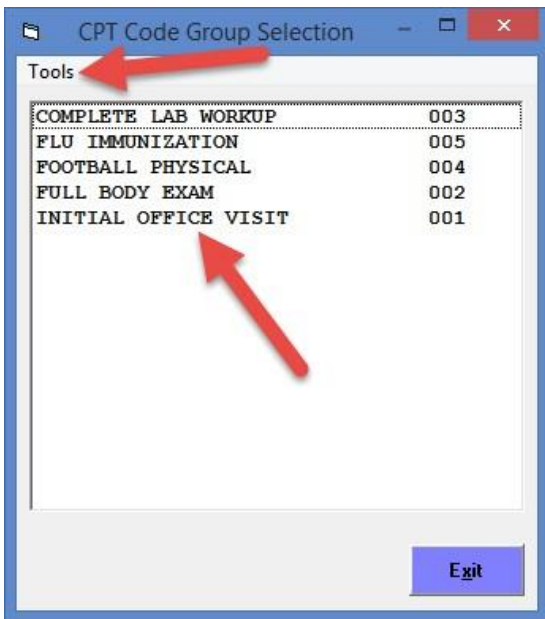 CPT Code Group Selection
Tools
COMPLETE LAB WORKUP 003
FLU IMMUNIZATION 005
FOOTBALL PHYSICAL 004
FULL BODY EXAM 002
INITIAL OFFICE VISIT 001
Exit